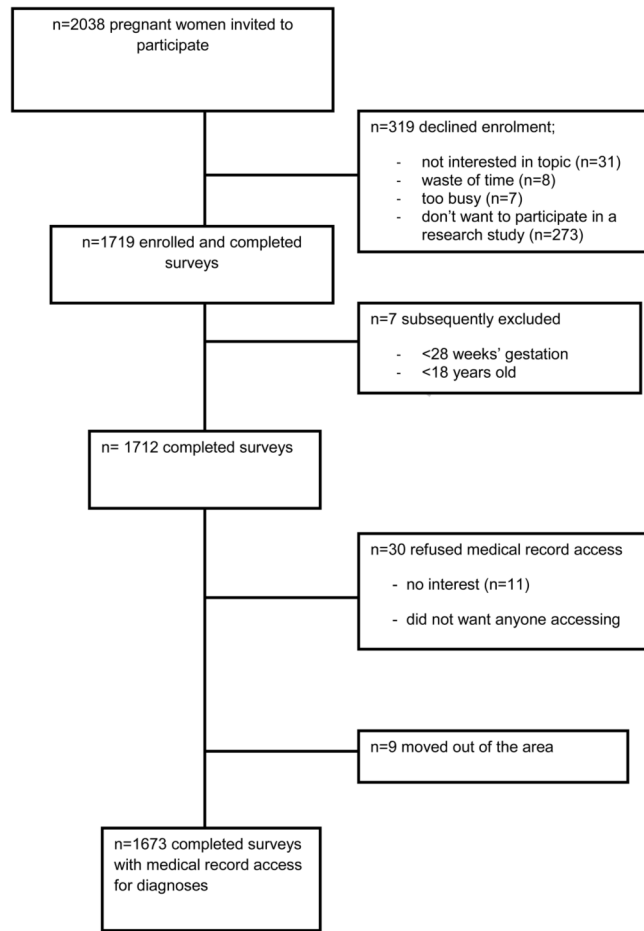 n=2038 pregnant women invited to
participate
n=319 declined enrolment;
- not interested in topic (n=31)
- waste of time (n=8)
- too busy (n=7)
- don't want to participate in a
research study (n=273)
n=1719 enrolled and completed
surveys
n=7 subsequently excluded
- <28 weeks' gestation
- <18 years old
n= 1712 completed surveys
n=30 refused medical record access
- no interest (n=11)
- did not want anyone accessing
n=9 moved out of the area
n=1673 completed surveys
with medical record access
for diagnoses